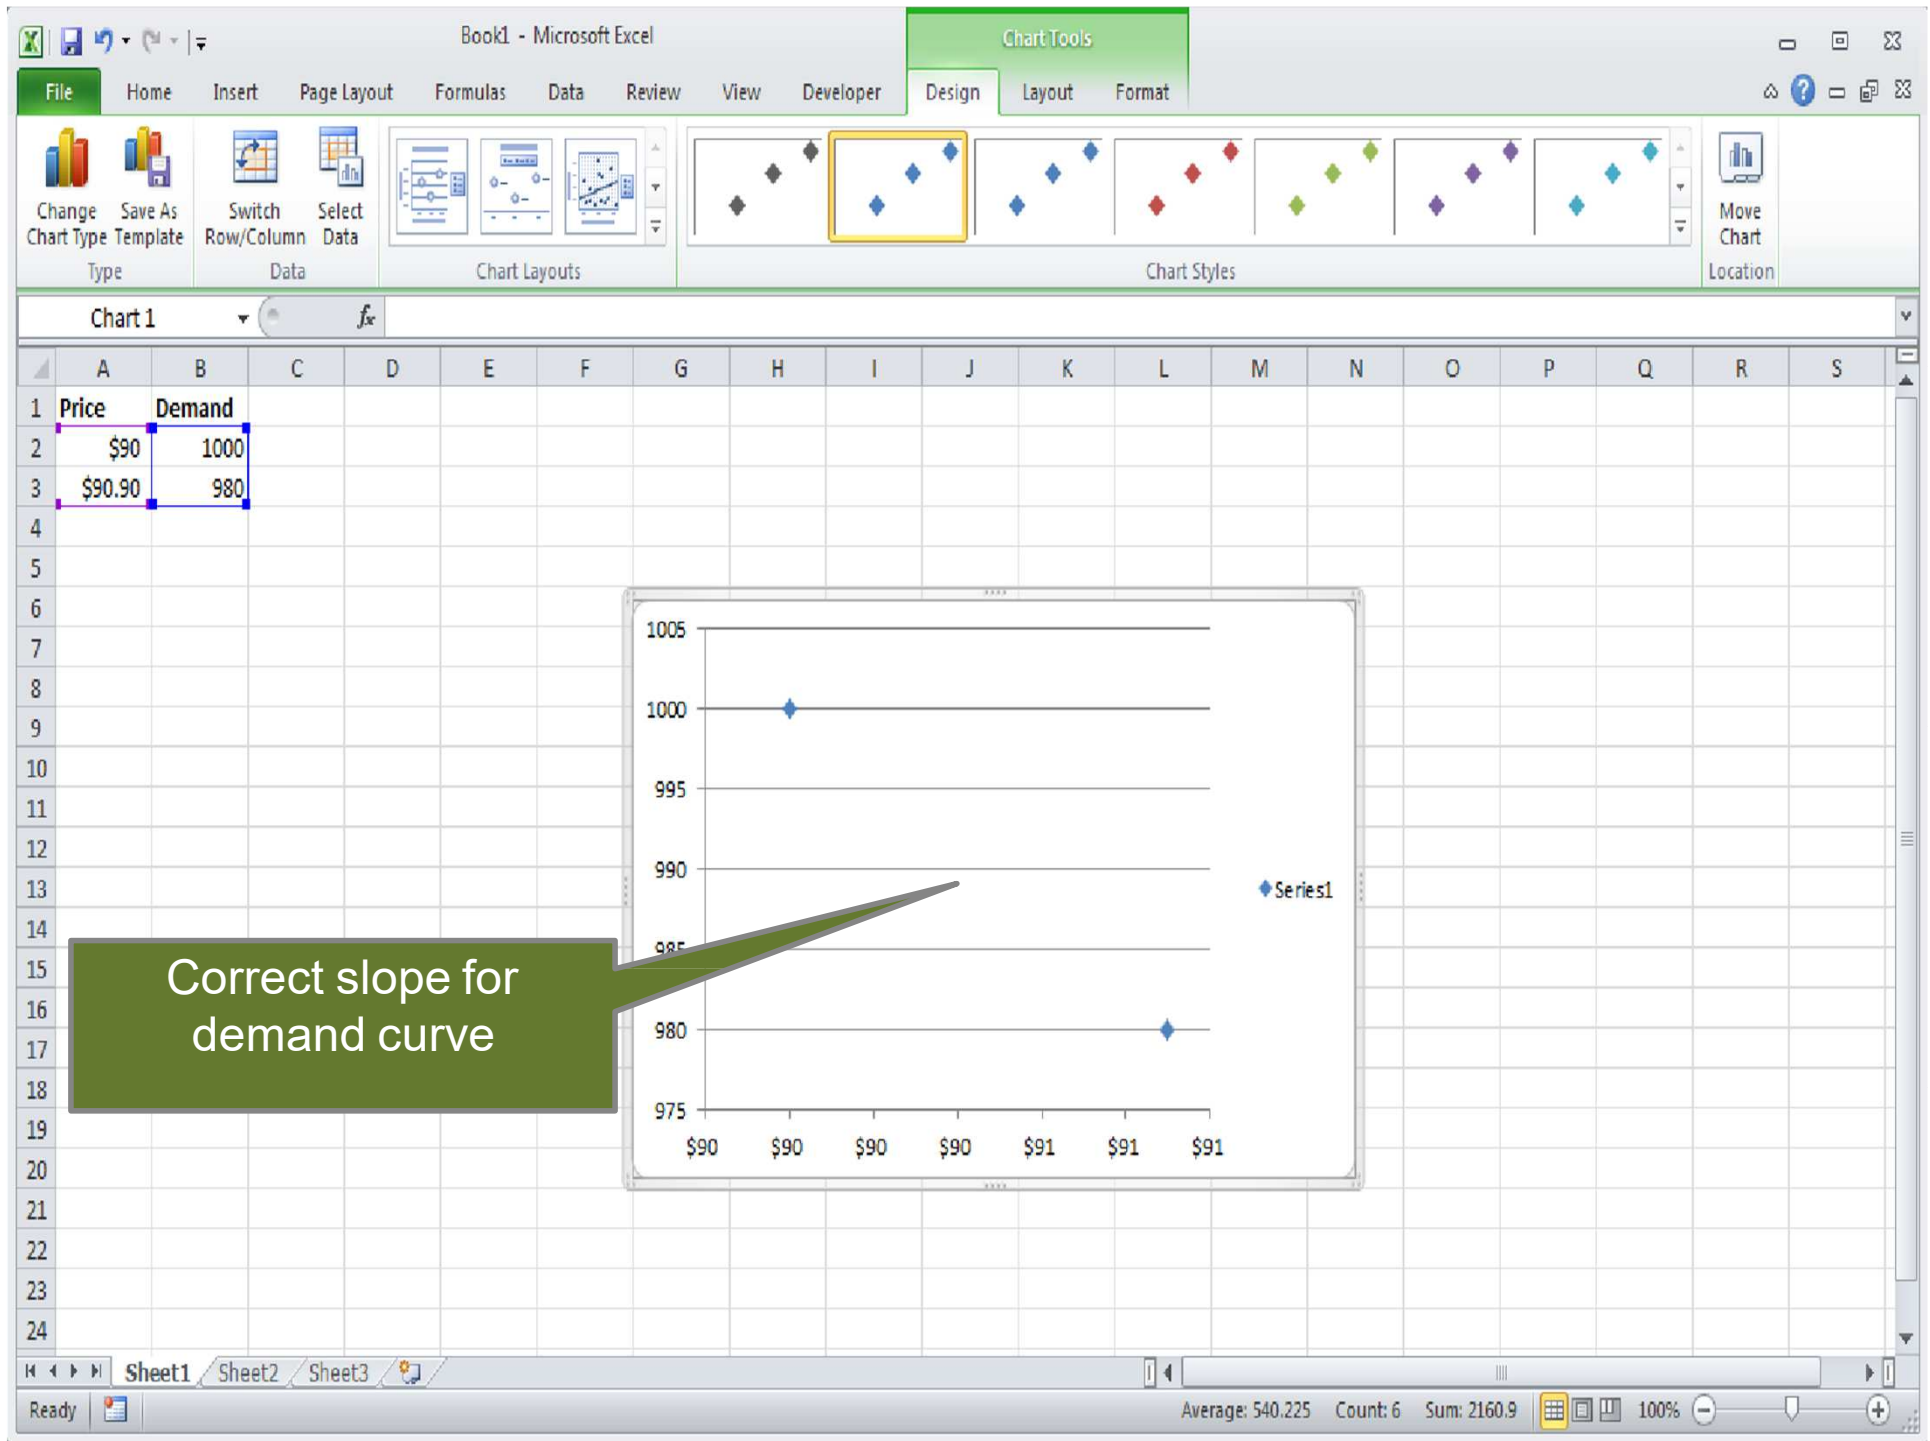 Book1 - Microsoft Excel
Chart Tools
File Home Insert Page Layout Formulas Data Review View Developer Design Layout Format
Change Chart Type
Save As Template
Switch Row/Column
Select Data
Move Chart
Type Data Chart Layouts Chart Styles Location
Chart 1 fx
A B C D E F G H I J K L M N O P Q R S
1 Price Demand
2 $90 1000
3 $90.90 980
4
5
6
7
8
9
10
11
12
13
14
15
16
17
18
19
20
21
22
23
24
1005
1000
995
990
985
980
975
$90 $90 $90 $90 $91 $91 $91
Series1
Correct slope for
demand curve
Sheet1 Sheet2 Sheet3
Ready Average: 540.225 Count: 6 Sum: 2160.9 100%